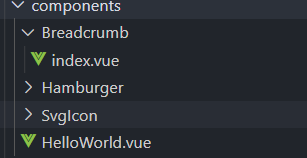 components
Breadcrumb
index.vue
Hamburger
SvgIcon
HelloWorld.vue